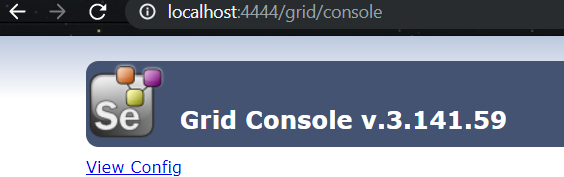 localhost:4444/grid/console
Se
Grid Console v.3.141.59
View Config